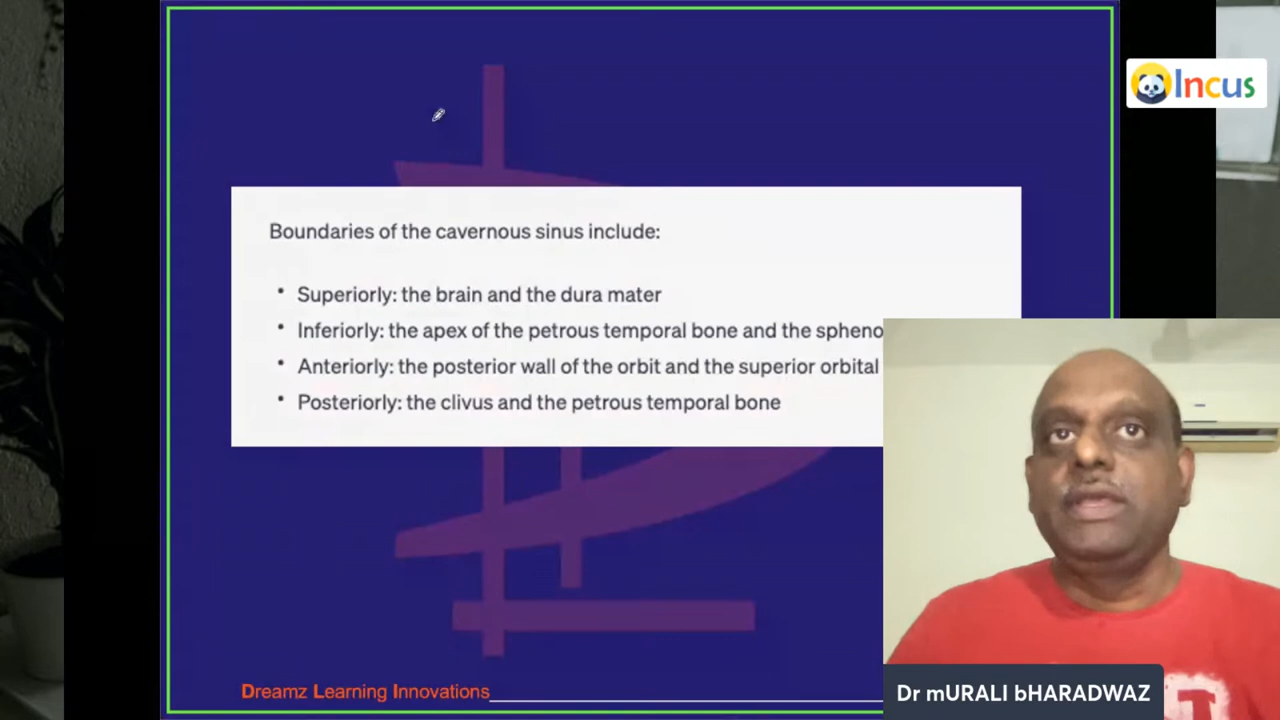 Incus
Boundaries of the cavernous sinus include:
• Superiorly: the brain and the dura mater
• Inferiorly: the apex of the petrous temporal bone and the spheno
• Anteriorly: the posterior wall of the orbit and the superior orbital
• Posteriorly: the clivus and the petrous temporal bone
Dreamz Learning Innovations
Dr mURALI bHARADWAZ